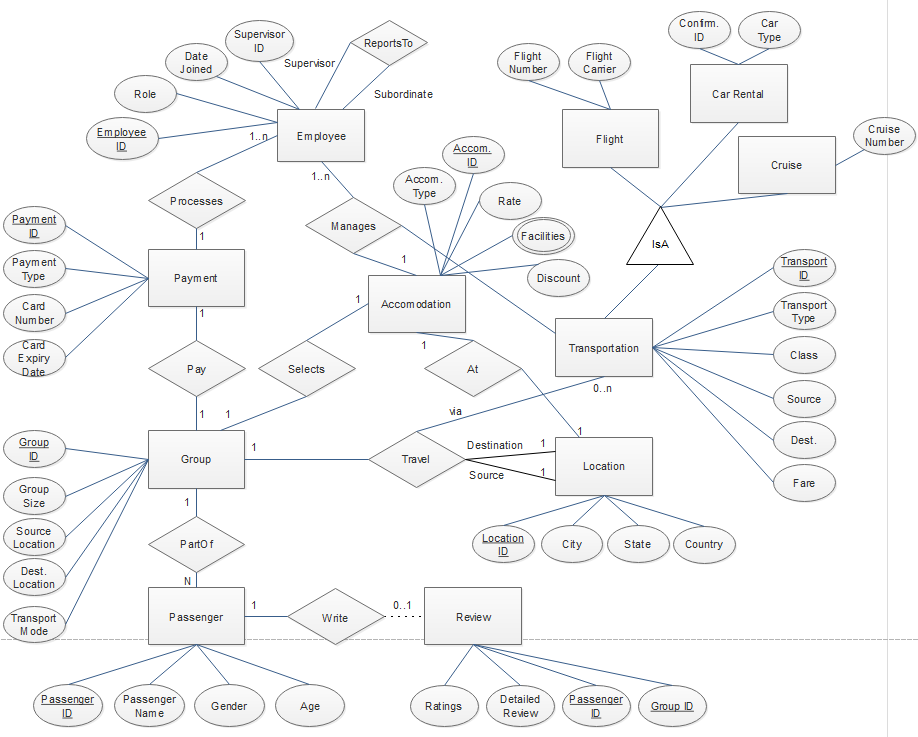 Supervisor
ID
ReportsTo
Confirm.
ID
Car
Type
Date
Joined
Supervisor
Flight
Number
Flight
Carrier
Role
Subordinate
Car Rental
Employee
ID
1..n
Employee
Flight
Cruise
Number
Accom.
ID
Cruise
1..n
Accom.
Type
Processes
Rate
Payment
ID
Manages
Facilities
IsA
1
1
Payment
Type
Payment
Discount
Transport
ID
Card
Number
1
1
Accomodation
Transport
Type
Card
Expiry
Date
1
Transportation
Class
Pay
Selects
At
0..n
Source
1
1
via
Group
ID
1
Destination
1
1
Dest.
Group
Travel
Location
Source
1
Fare
Group
Size
1
Source
Location
PartOf
Location
ID
City
State
Country
Dest.
Location
N
Transport
Mode
Passenger
1
Write
0..1
Review
Passenger
ID
Passenger
Name
Gender
Age
Ratings
Detailed
Review
Passenger
ID
Group ID